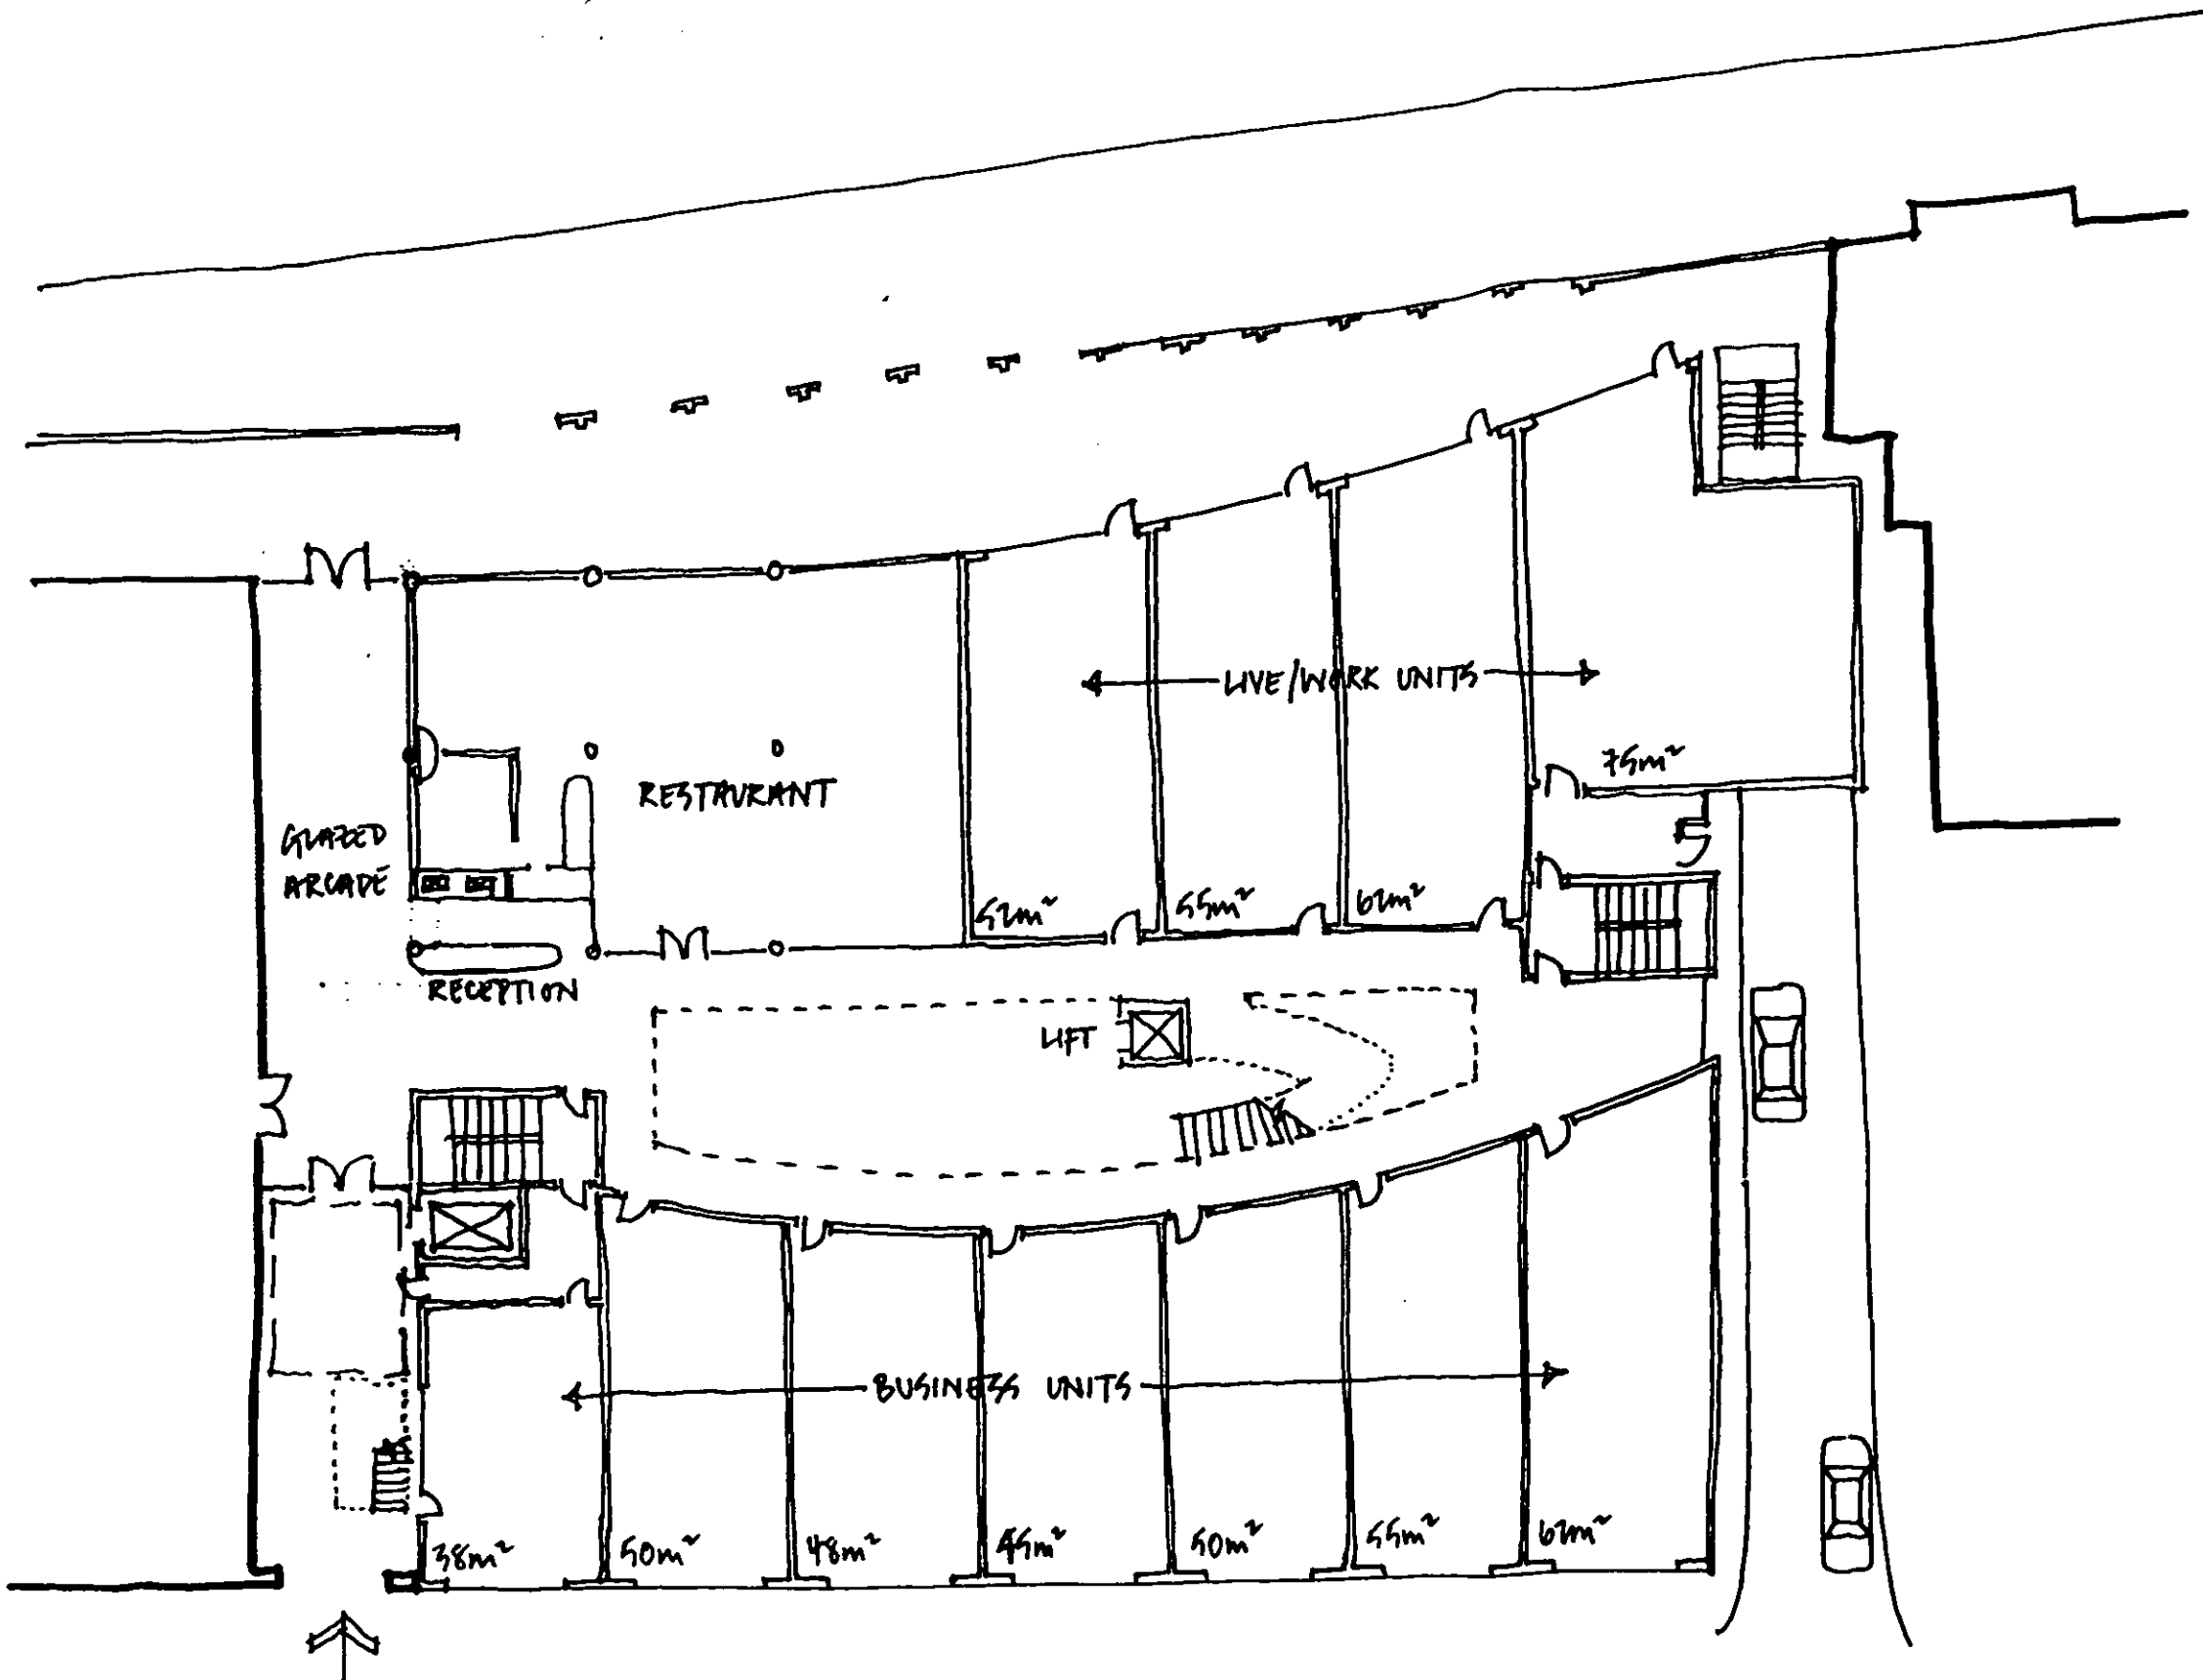 LIVE/WORK UNITS
75m²
RESTAURANT
GLAZED
ARCADE
52m²
55m²
62m²
RECEPTION
LIFT
BUSINESS UNITS
38m²
50m²
48m²
45m²
50m²
55m²
62m²